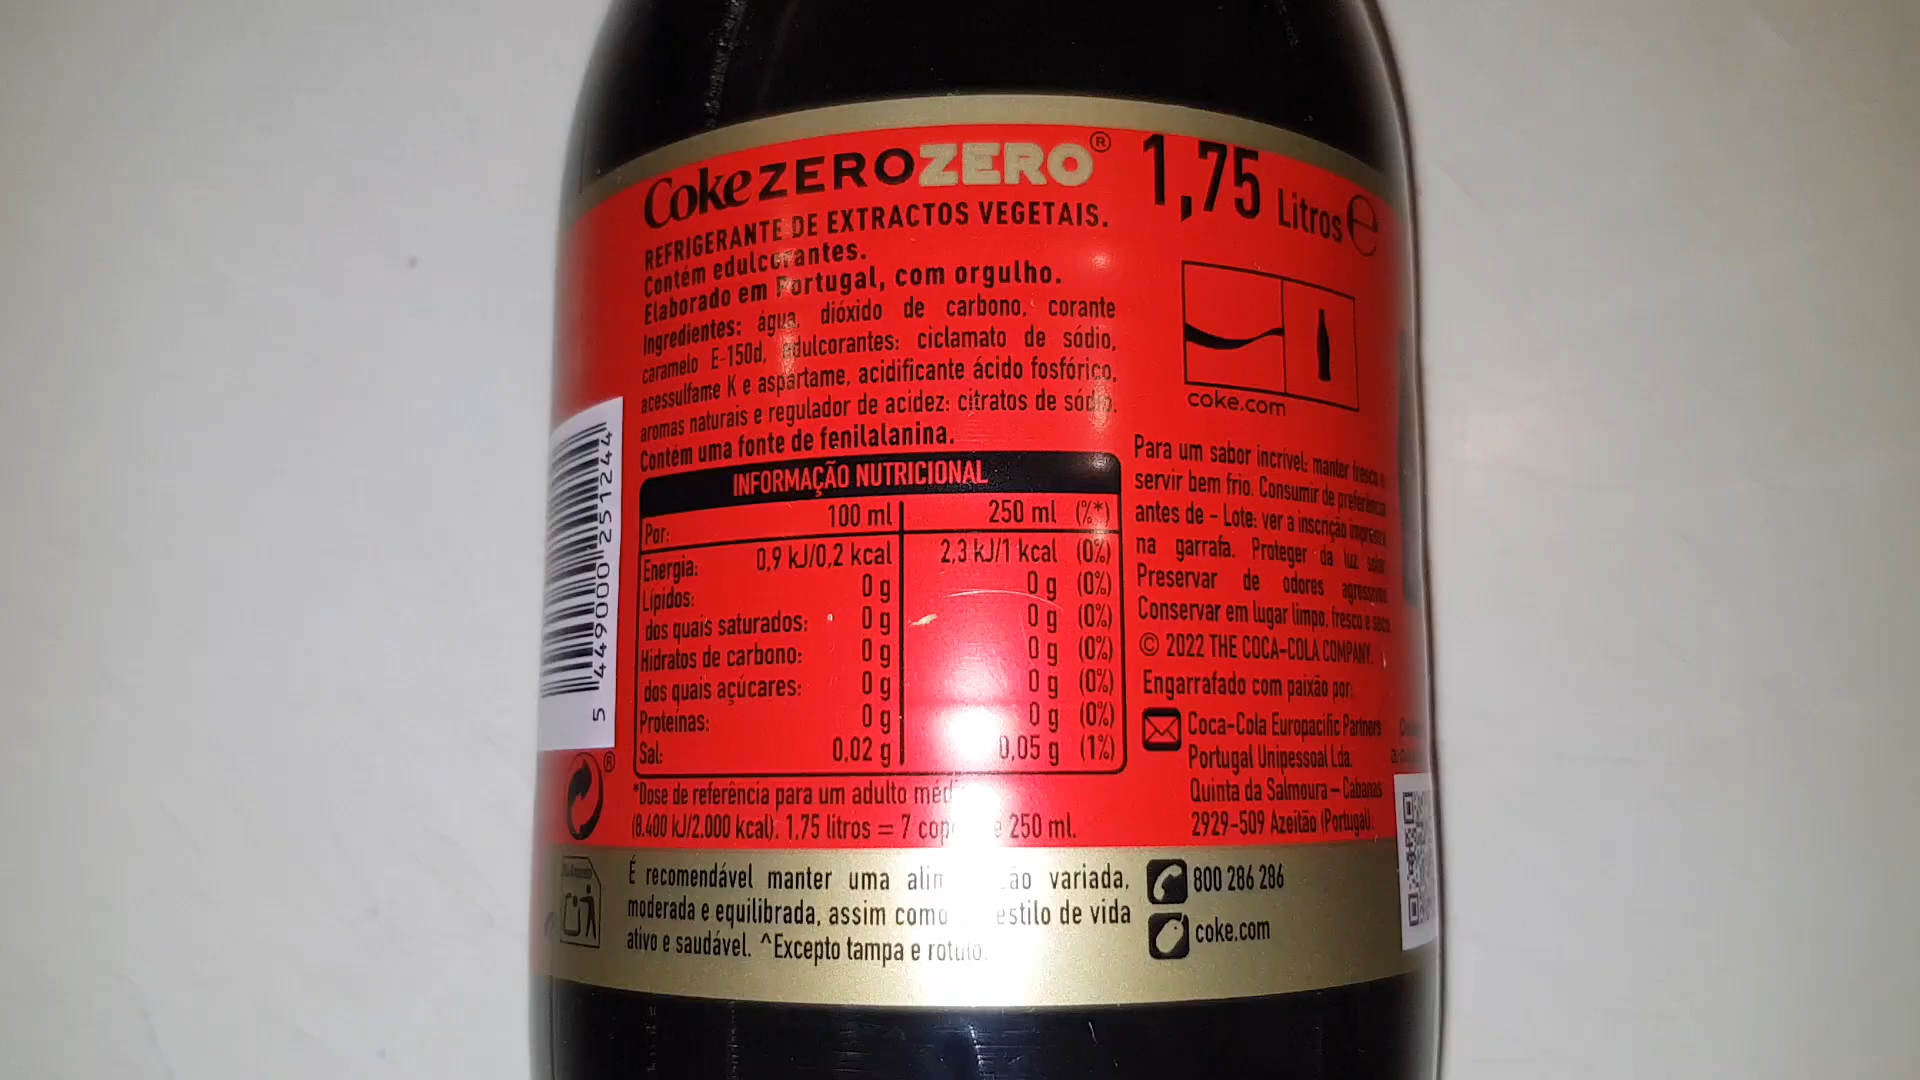 CokeZEROZERO®
REFRIGERANTE DE EXTRACTOS VEGETAIS.
Contém edulcorantes.
Elaborado em Portugal, com orgulho.
Ingredientes: água, dióxido de carbono, corante
caramelo E-150d, edulcorantes: ciclamato de sódio,
acessulfame K e aspartame, acidificante ácido fosfórico,
aromas naturais e regulador de acidez: citratos de sódio.
Contém uma fonte de fenilalanina.
INFORMAÇÃO NUTRICIONAL
Por: 100 ml 250 ml (%*)
Energia: 0,9 kJ/0,2 kcal 2,3 kJ/1 kcal (0%)
Lípidos: 0 g 0 g (0%)
dos quais saturados: 0 g 0 g (0%)
Hidratos de carbono: 0 g 0 g (0%)
dos quais açúcares: 0 g 0 g (0%)
Proteínas: 0 g 0 g (0%)
Sal: 0,02 g 0,05 g (1%)
*Dose de referência para um adulto
(8.400 kJ/2.000 kcal). 1,75 litros = 7 250 ml.
É recomendável manter uma variada,
moderada e equilibrada, assim como estilo de vida
ativo e saudável. ^Excepto tampa e rotulo.
1,75 Litros ℮
coke.com
Para um sabor incrível: manter fresco e
servir bem frio. Consumir de preferência
antes de – Lote: ver a inscrição impressa
na garrafa. Proteger da luz solar
Preservar de odores agressivos
Conservar em lugar limpo, fresco e seco
© 2022 THE COCA-COLA COMPANY.
Engarrafado com paixão por:
Coca-Cola Europacific Partners
Portugal Unipessoal Lda.
Quinta da Salmoura – Cabanas
2929-509 Azeitão (Portugal).
800 286 286
coke.com
5 449000 251244
®